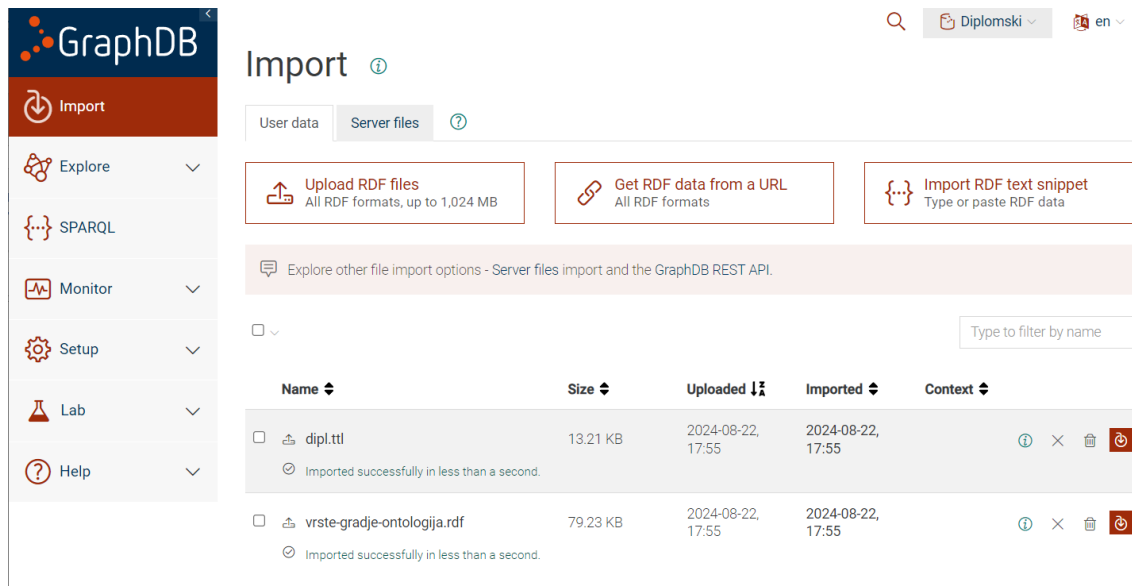 GraphDB
Diplomski
en
Import
Import
User data
Server files
Explore
Upload RDF files
All RDF formats, up to 1,024 MB
Get RDF data from a URL
All RDF formats
Import RDF text snippet
Type or paste RDF data
SPARQL
Explore other file import options - Server files import and the GraphDB REST API.
Monitor
Type to filter by name
Setup
Name
Size
Uploaded
Imported
Context
Lab
dipl.ttl
13.21 KB
2024-08-22,
17:55
2024-08-22,
17:55
Imported successfully in less than a second.
Help
vrste-gradje-ontologija.rdf
79.23 KB
2024-08-22,
17:55
2024-08-22,
17:55
Imported successfully in less than a second.